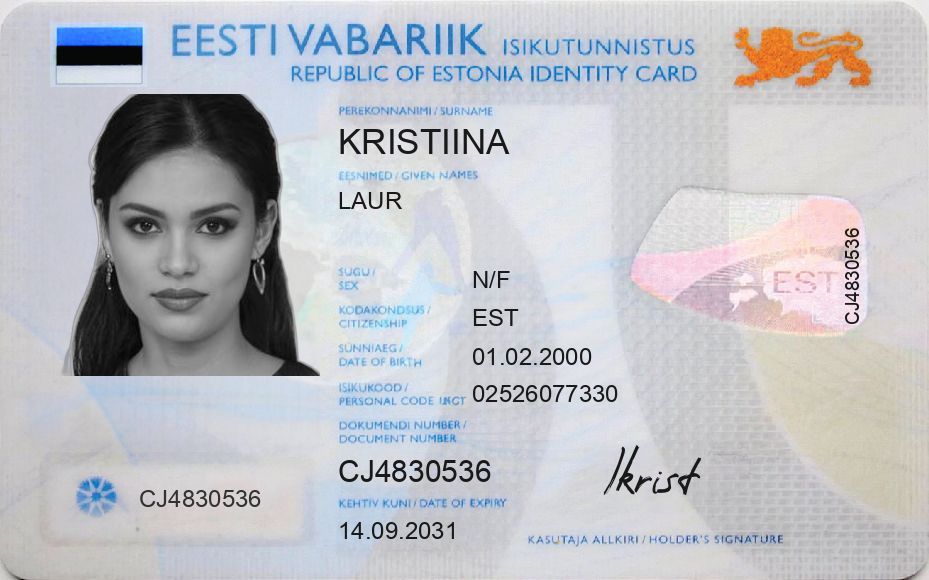 EESTI VABARIIK ISIKUTUNNISTUS
REPUBLIC OF ESTONIA IDENTITY CARD
PEREKONNANIMI / SURNAME
KRISTIINA
EESNIMED / GIVEN NAMES
LAUR
SUGU /
SEX
N/F
KODAKONDSUS /
CITIZENSHIP
EST
SÜNNIAEG /
DATE OF BIRTH
01.02.2000
ISIKUKOOD /
PERSONAL CODE
02526077330
DOKUMENDI NUMBER /
DOCUMENT NUMBER
CJ4830536
KEHTIV KUNI / DATE OF EXPIRY
14.09.2031
CJ4830536
EST
CJ4830536
Krist
KASUTAJA ALLKIRI / HOLDER'S SIGNATURE